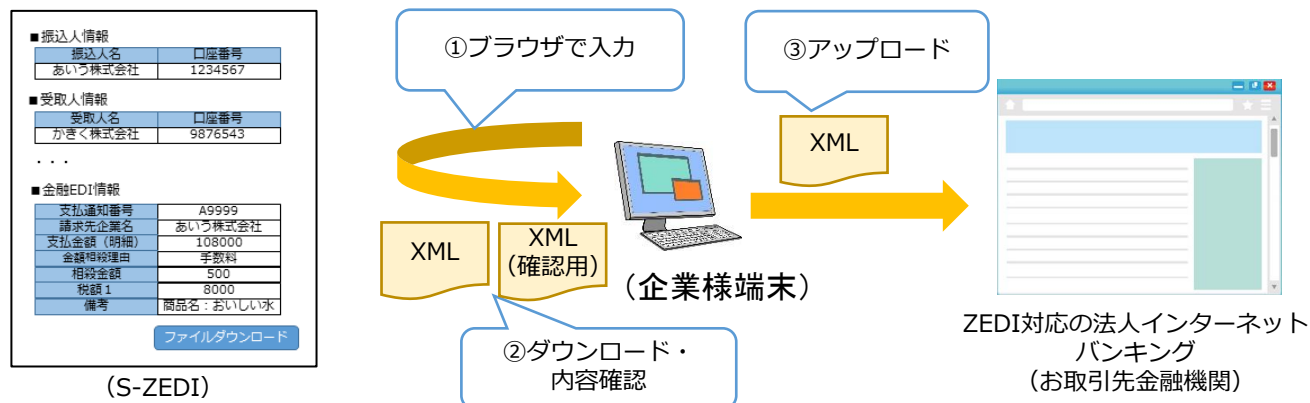 ■振込人情報
振込人名 口座番号
あいう株式会社 1234567
■受取人情報
受取人名 口座番号
かきく株式会社 9876543
・・・
■金融EDI情報
支払通知番号 A9999
請求先企業名 あいう株式会社
支払金額（明細） 108000
金額相殺理由 手数料
相殺金額 500
税額１ 8000
備考 商品名：おいしい水
ファイルダウンロード
（S-ZEDI）
①ブラウザで入力
XML
XML
（確認用）
（企業様端末）
②ダウンロード・
内容確認
③アップロード
XML
ZEDI対応の法人インターネット
バンキング
（お取引先金融機関）